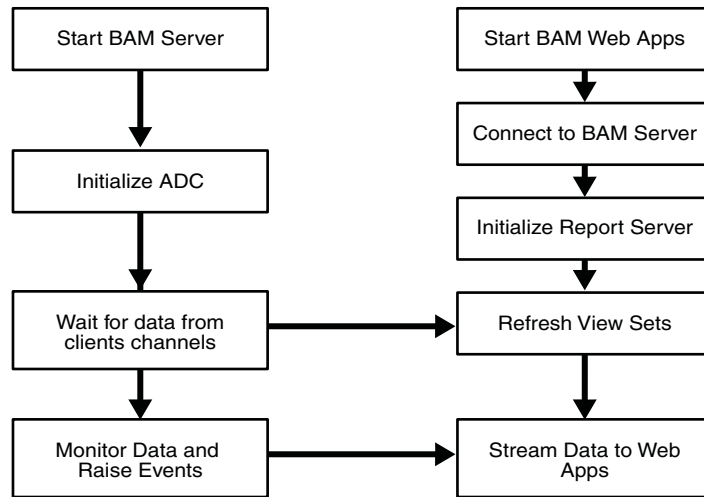 Start BAM Server
Initialize ADC
Wait for data from
clients channels
Monitor Data and
Raise Events
Start BAM Web Apps
Connect to BAM Server
Initialize Report Server
Refresh View Sets
Stream Data to Web
Apps